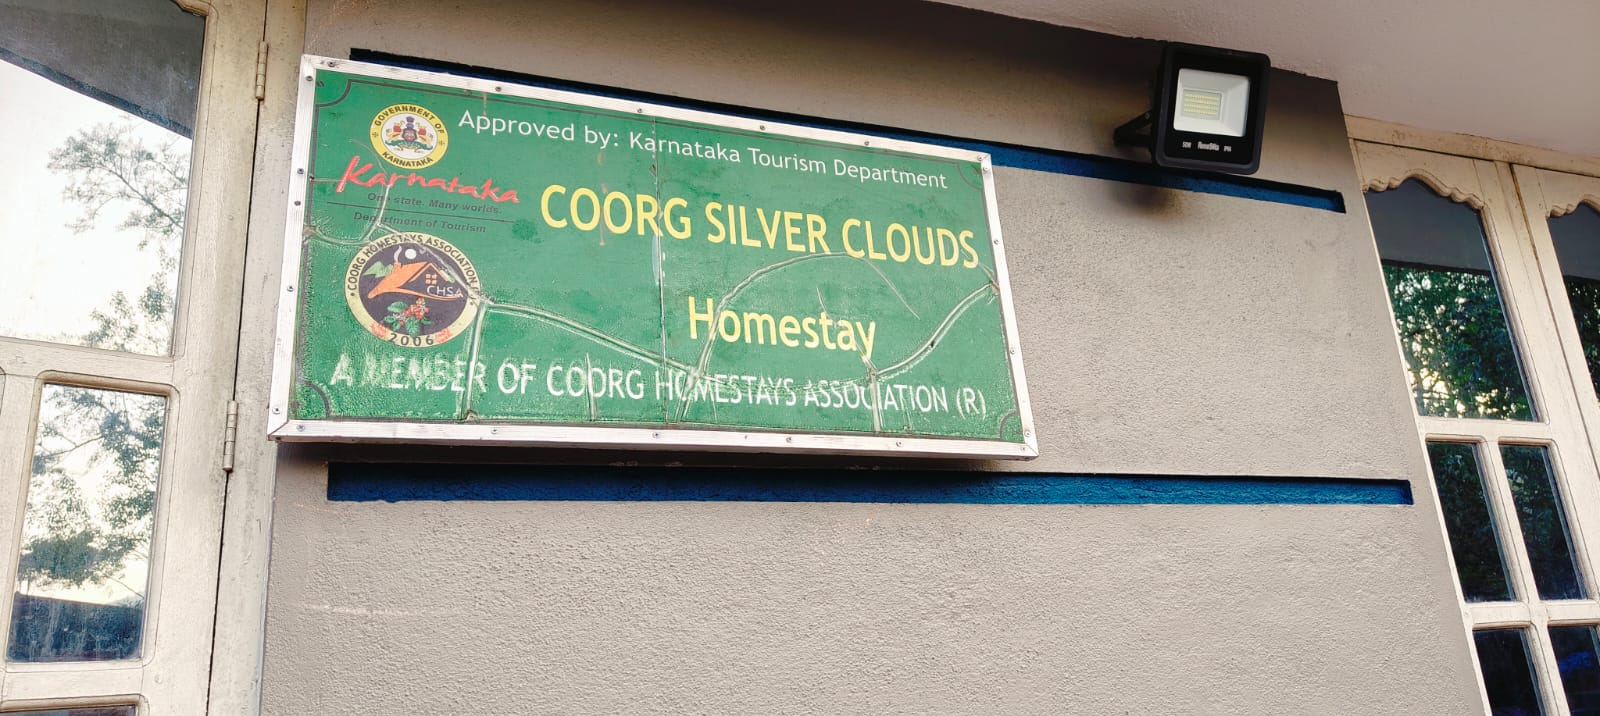 Approved by: Karnataka Tourism Department
GOVERNMENT OF
KARNATAKA
Karnataka
One state. Many worlds.
Department of Tourism
COORG SILVER CLOUDS
Homestay
COORG HOMESTAYS ASSOCIATION
CHSA
2006
A MEMBER OF COORG HOMESTAYS ASSOCIATION (R)
50W